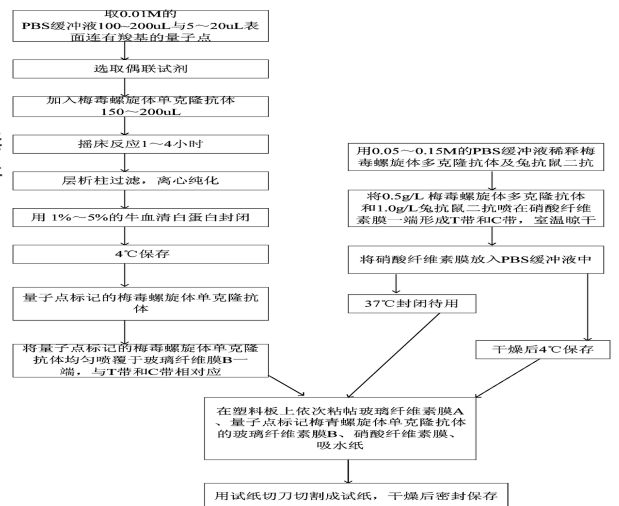 取0.01M的
PBS缓冲液100–200uL与5～20uL表
面连有羧基的量子点
选取偶联试剂
加入梅毒螺旋体单克隆抗体
150～200uL
摇床反应1～4小时
层析柱过滤，离心纯化
用 1%～5%的牛血清白蛋白封闭
4℃保存
量子点标记的梅毒螺旋体单克隆抗
体
将量子点标记的梅毒螺旋体单克隆
抗体均匀喷覆于玻璃纤维膜B一
端，与T带和C带相对应
用0.05～0.15M的PBS缓冲液稀释梅
毒螺旋体多克隆抗体及兔抗鼠二抗
将0.5g/L 梅毒螺旋体多克隆抗体
和1.0g/L兔抗鼠二抗喷在硝酸纤维
素膜一端形成T带和C带，室温晾干
将硝酸纤维素膜放入PBS缓冲液中
37℃封闭待用
干燥后4℃保存
在塑料板上依次粘帖玻璃纤维素膜A
、量子点标记梅青螺旋体单克隆抗体
的玻璃纤维素膜B、硝酸纤维素膜、
吸水纸
用试纸切刀切割成试纸，干燥后密封保存